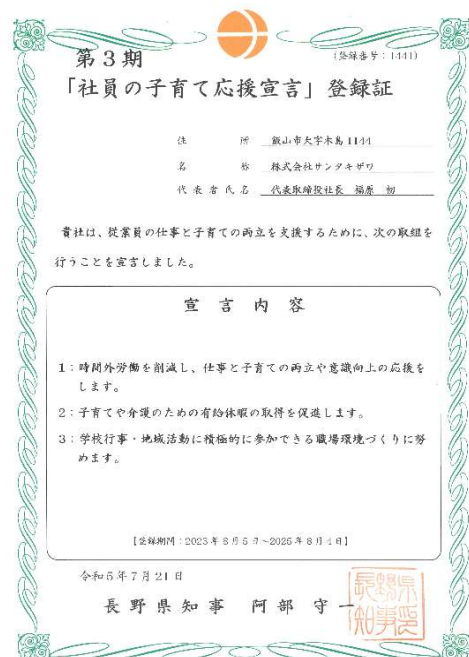 第3期
(登録番号:1441)
「社員の子育て応援宣言」登録証
住所 飯山市大字木島1144
名称 株式会社サンタキザワ
代表者氏名 代表取締役社長 福原 初
貴社は、従業員の仕事と子育ての両立を支援するために、次の取組を
行うことを宣言しました。
宣言内容
1:時間外労働を削減し、仕事と子育ての両立や意識向上の応援を
します。
2:子育てや介護のための有給休暇の取得を促進します。
3:学校行事・地域活動に積極的に参加できる職場環境づくりに努
めます。
【登録期間:2023年8月5日~2025年8月4日】
令和5年7月21日
長野県知事 阿部 守一
長野県
知事印